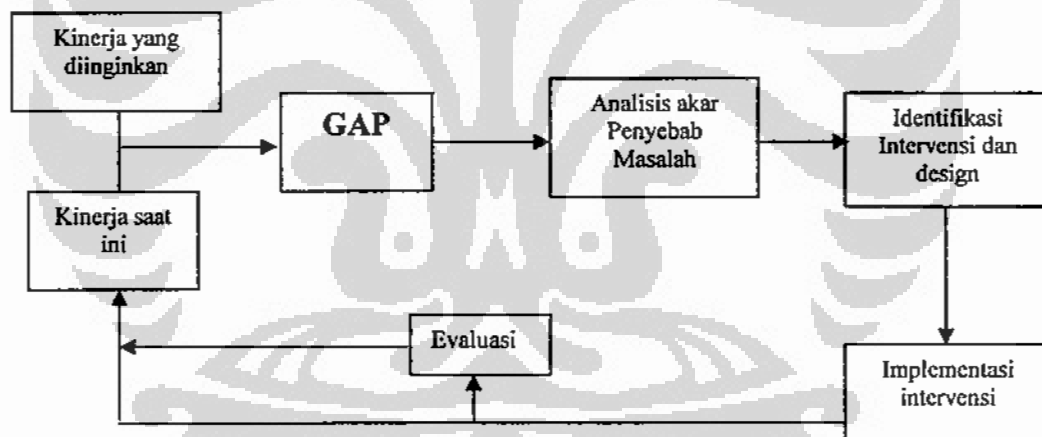 Kinerja yang
diinginkan
GAP
Analisis akar
Penyebab
Masalah
Identifikasi
Intervensi dan
design
Kinerja saat
ini
Evaluasi
Implementasi
intervensi